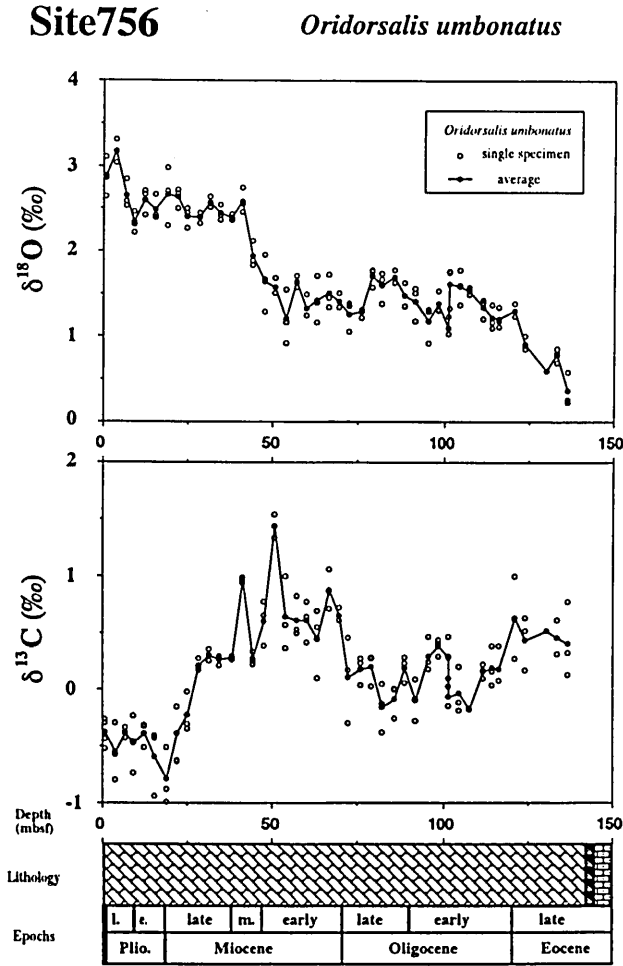 Site756 Oridorsalis umbonatus
4
3
2
1
0
δ18O (‰)
Oridorsalis umbonatus
single specimen
average
0 50 100 150
2
1
0
-1
δ13C (‰)
Depth (mbsf)
0 50 100 150
Lithology
Epochs
l. e. late m. early late early late
Plio. Miocene Oligocene Eocene